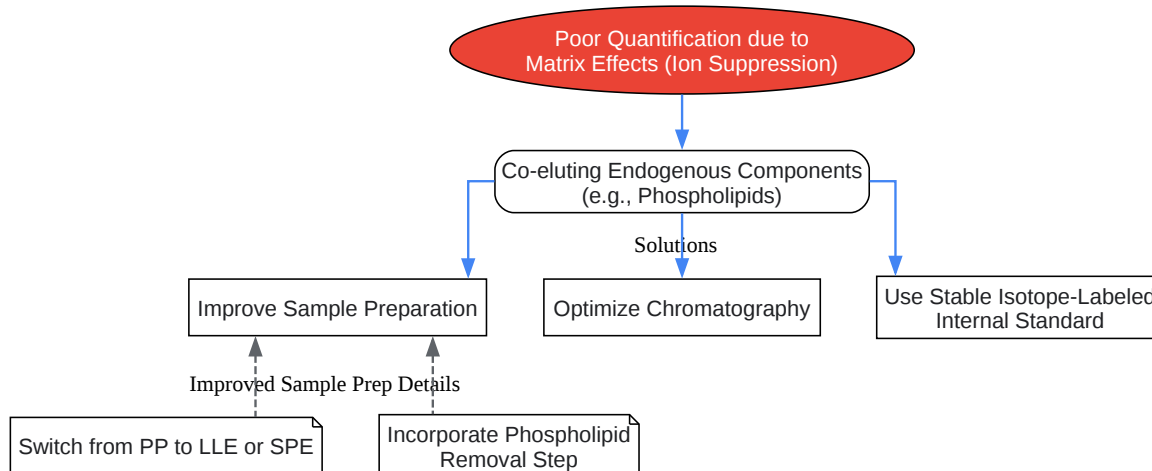 Poor Quantification due to
Matrix Effects (Ion Suppression)
Co-eluting Endogenous Components
(e.g., Phospholipids)
Solutions
Improve Sample Preparation
Optimize Chromatography
Use Stable Isotope-Labeled
Internal Standard
Improved Sample Prep Details
Switch from PP to LLE or SPE
Incorporate Phospholipid
Removal Step